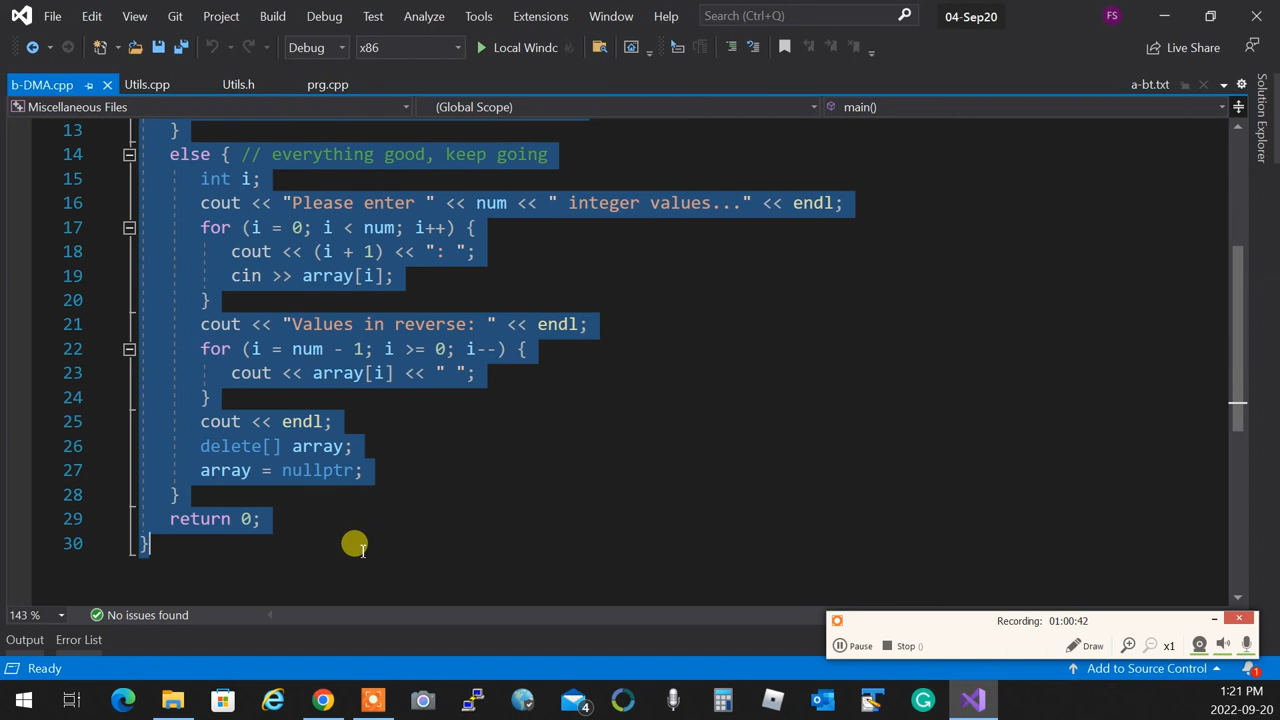 File Edit View Git Project Build Debug Test Analyze Tools Extensions Window Help Search (Ctrl+Q) 04-Sep20 FS
Debug x86 Local Windc Live Share
b-DMA.cpp Utils.cpp Utils.h prg.cpp a-bt.txt
Miscellaneous Files (Global Scope) main()
Solution Explorer
13 }
14 else { // everything good, keep going
15 int i;
16 cout << "Please enter " << num << " integer values..." << endl;
17 for (i = 0; i < num; i++) {
18 cout << (i + 1) << ": ";
19 cin >> array[i];
20 }
21 cout << "Values in reverse: " << endl;
22 for (i = num - 1; i >= 0; i--) {
23 cout << array[i] << " ";
24 }
25 cout << endl;
26 delete[] array;
27 array = nullptr;
28 }
29 return 0;
30 }
143 % No issues found
Recording: 01:00:42
Pause Stop () Draw x1
Output Error List
Ready Add to Source Control 1
4 1:21 PM
2022-09-20